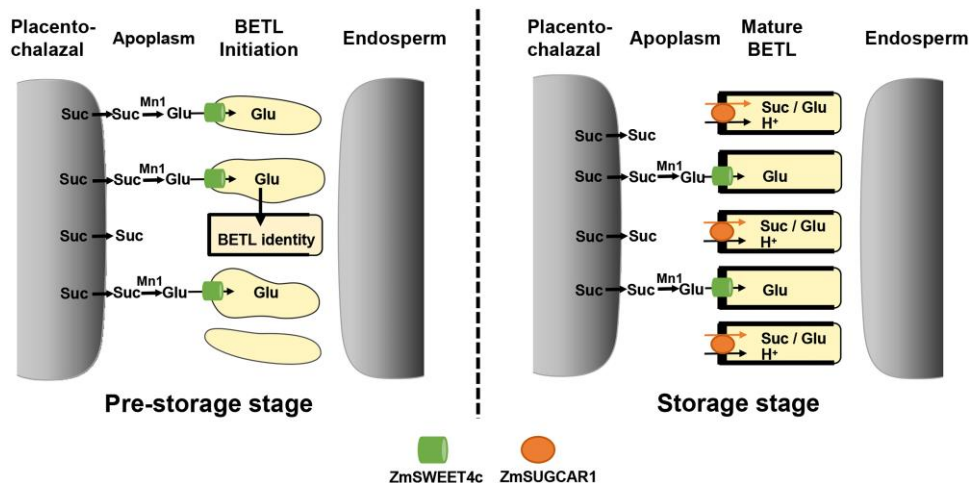 Placento-
chalazal
Apoplasm
BETL
Initiation
Endosperm
Suc
Suc
Mn1
Glu
Glu
Suc
Suc
Mn1
Glu
Glu
Suc
Suc
BETL identity
Suc
Suc
Mn1
Glu
Glu
Pre-storage stage
Placento-
chalazal
Apoplasm
Mature
BETL
Endosperm
Suc / Glu
H⁺
Suc
Suc
Suc
Suc
Mn1
Glu
Glu
Suc
Suc
Suc / Glu
H⁺
Suc
Suc
Mn1
Glu
Glu
Suc / Glu
H⁺
Storage stage
ZmSWEET4c
ZmSUGCAR1